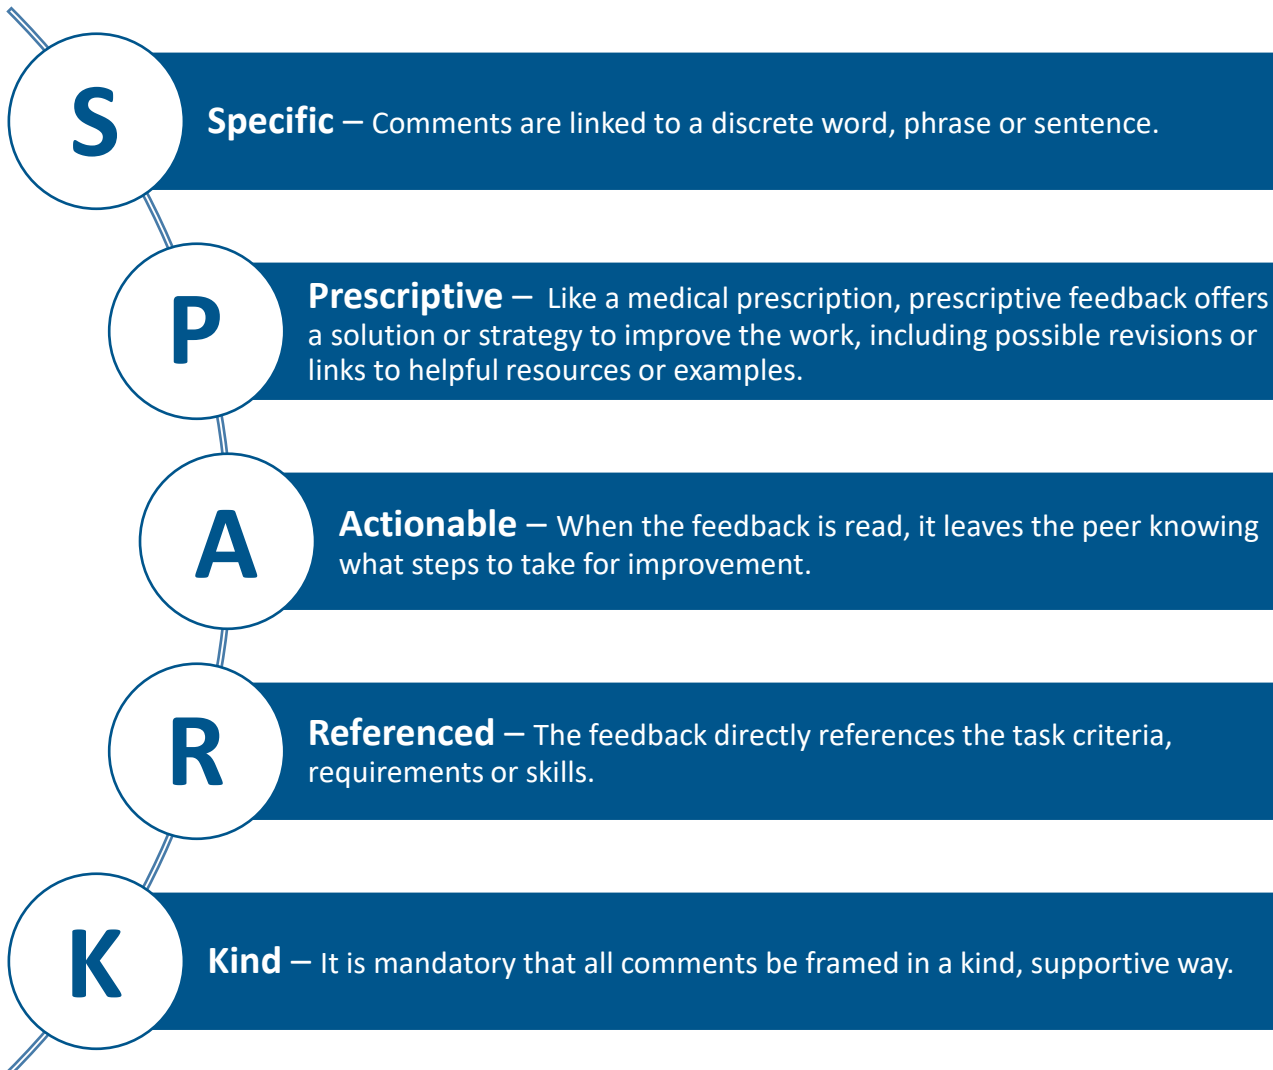 S
Specific – Comments are linked to a discrete word, phrase or sentence.
P
Prescriptive – Like a medical prescription, prescriptive feedback offers
a solution or strategy to improve the work, including possible revisions or
links to helpful resources or examples.
A
Actionable – When the feedback is read, it leaves the peer knowing
what steps to take for improvement.
R
Referenced – The feedback directly references the task criteria,
requirements or skills.
K
Kind – It is mandatory that all comments be framed in a kind, supportive way.